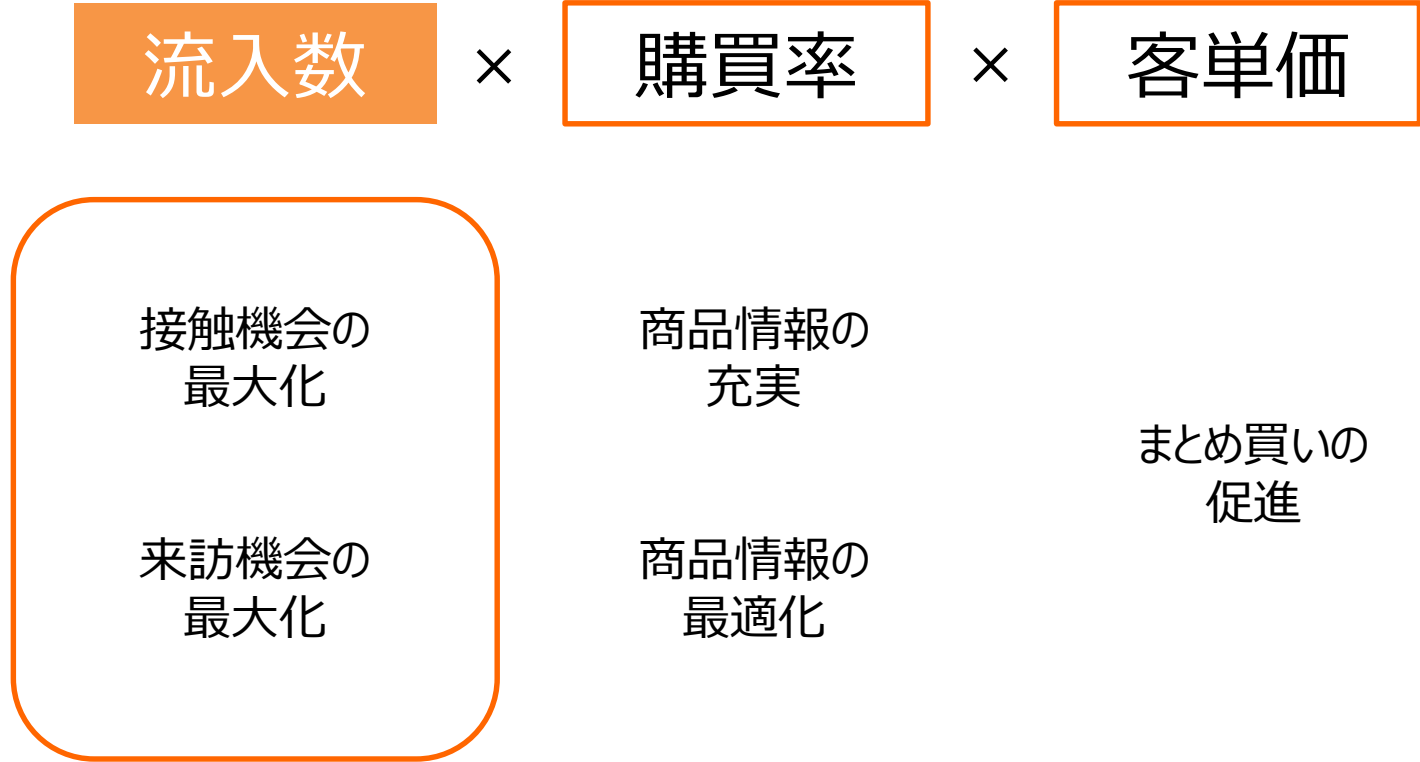 流入数 × 購買率 × 客単価
接触機会の
最大化
来訪機会の
最大化
商品情報の
充実
商品情報の
最適化
まとめ買いの
促進